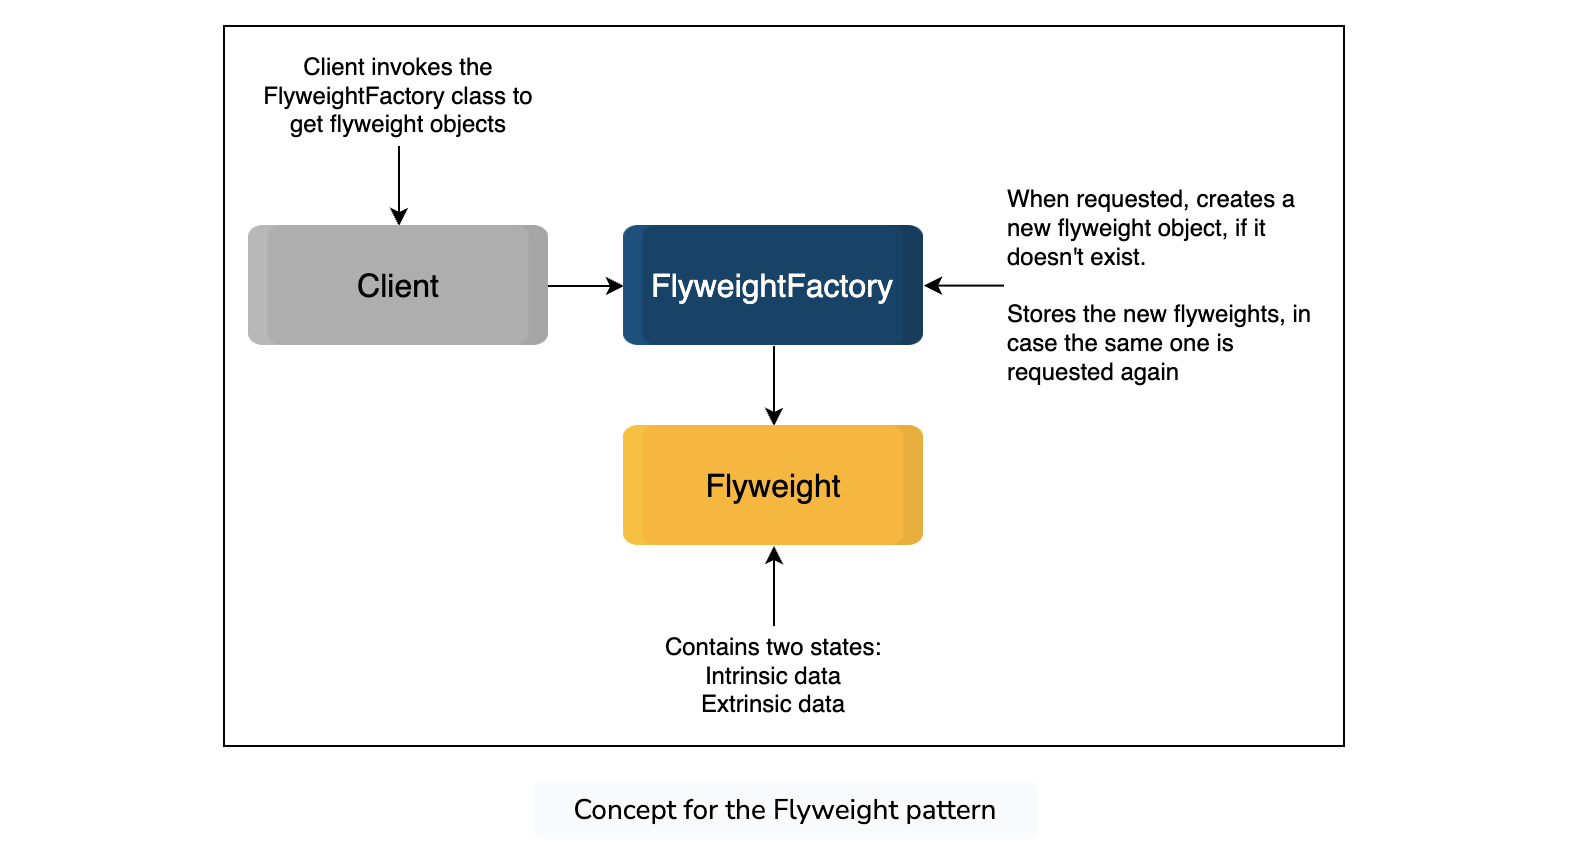 Client invokes the
FlyweightFactory class to
get flyweight objects
Client
FlyweightFactory
When requested, creates a
new flyweight object, if it
doesn't exist.
Stores the new flyweights, in
case the same one is
requested again
Flyweight
Contains two states:
Intrinsic data
Extrinsic data
Concept for the Flyweight pattern